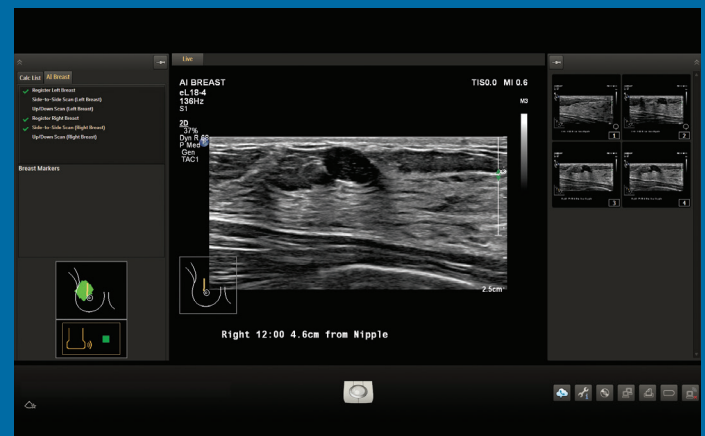 Live
Calc List
AI Breast
Register Left Breast
Side-to-Side Scan (Left Breast)
Up/Down Scan (Left Breast)
Register Right Breast
Side-to-Side Scan (Right Breast)
Up/Down Scan (Right Breast)
Breast Markers
AI BREAST
eL18-4
136Hz
S1
2D
37%
Dyn R
P Med
Gen
TAC1
TIS0.0 MI 0.6
M3
2.5cm
Right 12:00 4.6cm from Nipple
1
2
3
4